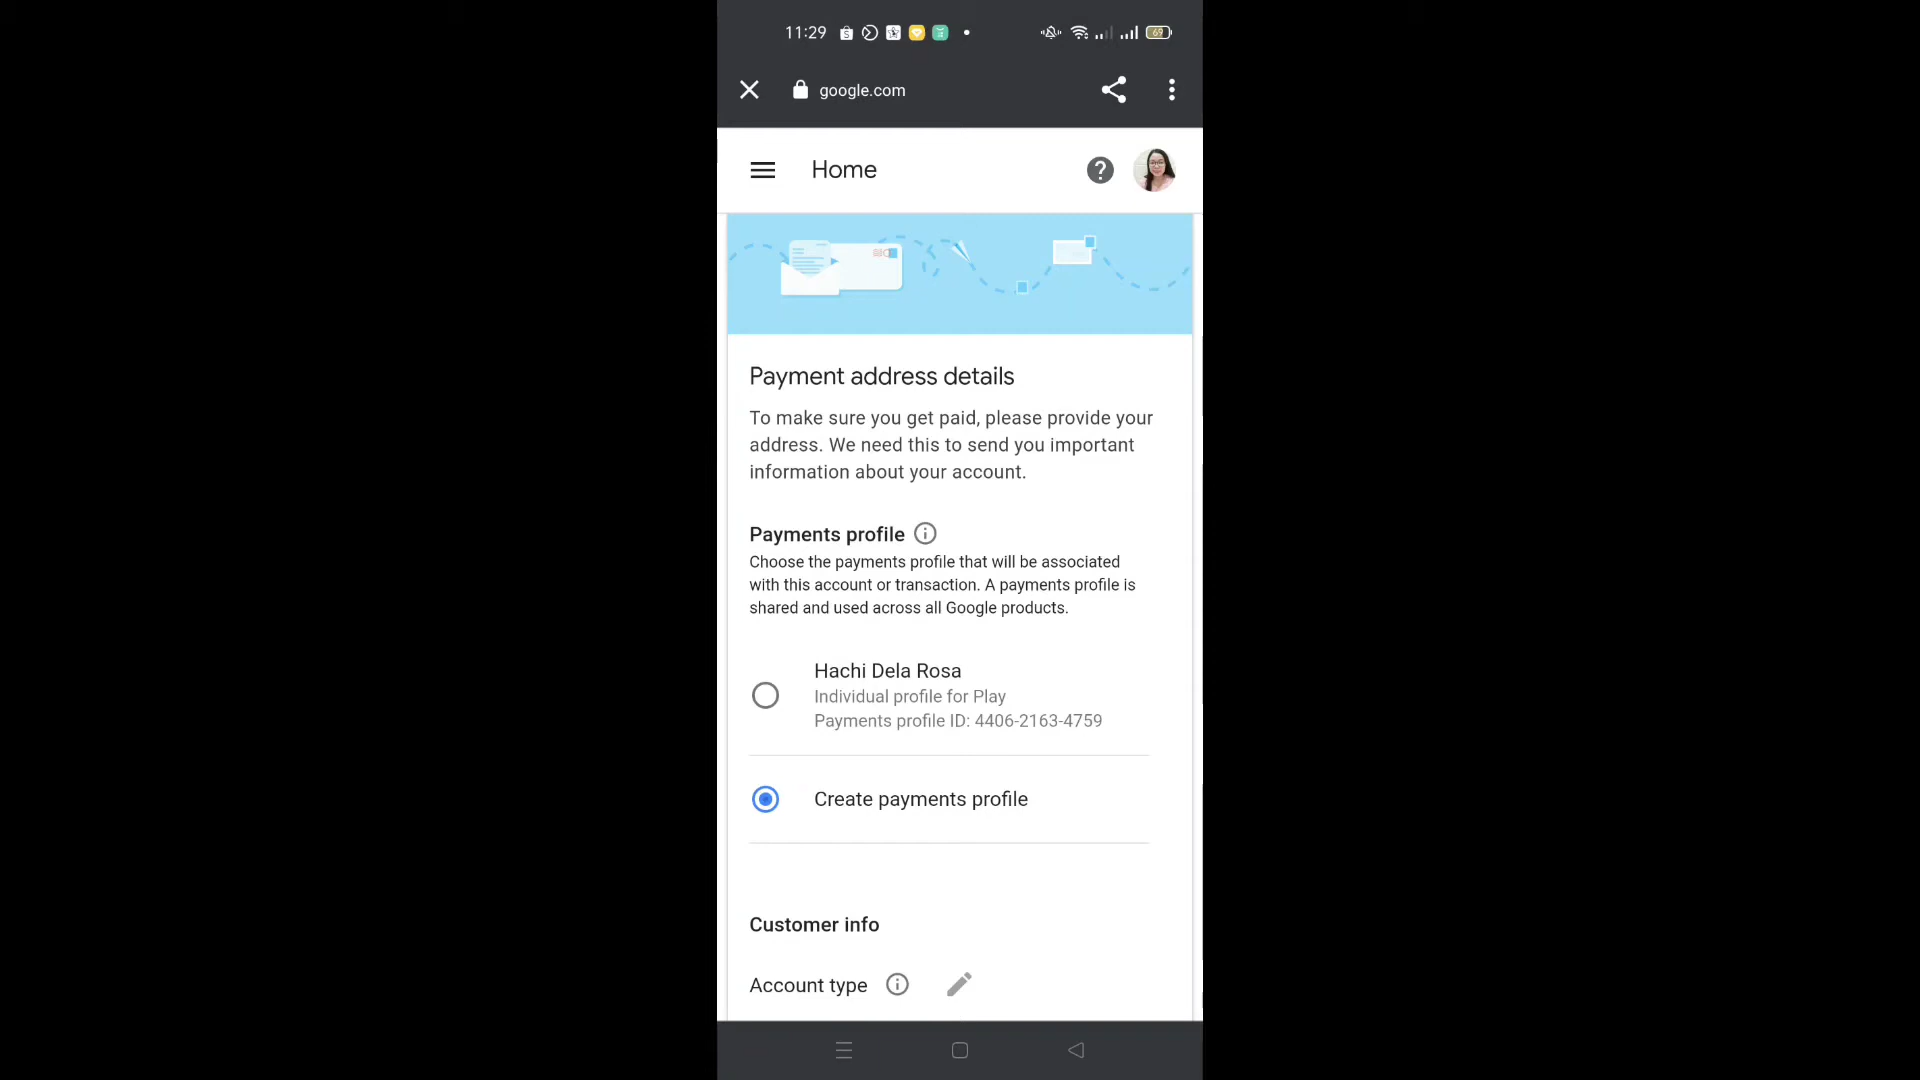 11:29
69
google.com
Home
Payment address details
To make sure you get paid, please provide your
address. We need this to send you important
information about your account.
Payments profile
Choose the payments profile that will be associated
with this account or transaction. A payments profile is
shared and used across all Google products.
Hachi Dela Rosa
Individual profile for Play
Payments profile ID: 4406-2163-4759
Create payments profile
Customer info
Account type